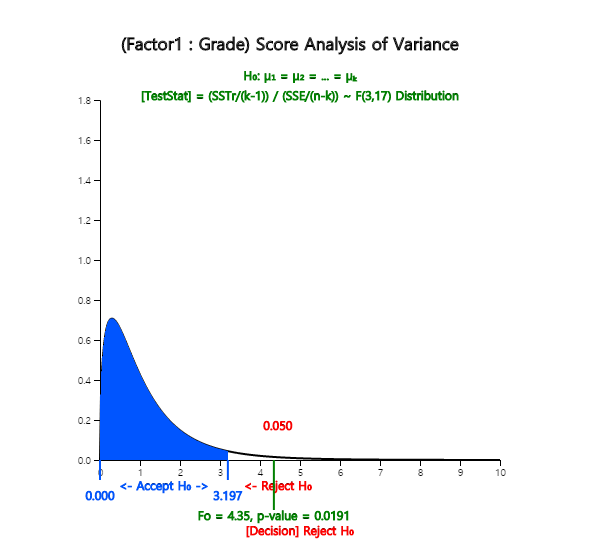 (Factor1 : Grade) Score Analysis of Variance
H₀: μ₁ = μ₂ = ... = μₖ
[TestStat] = (SSTr/(k-1)) / (SSE/(n-k)) ~ F(3,17) Distribution
1.8
1.6
1.4
1.2
1.0
0.8
0.6
0.4
0.2
0.0
0.050
0 1 2 3 4 5 6 7 8 9 10
<- Accept H₀ -> <- Reject H₀
0.000 3.197
F₀ = 4.35, p-value = 0.0191
[Decision] Reject H₀